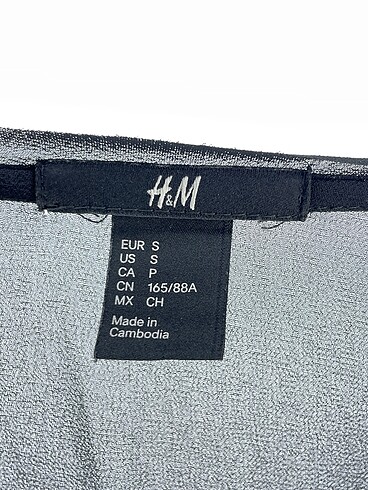 H&M
EUR S
US S
CA P
CN 165/88A
MX CH
Made in
Cambodia